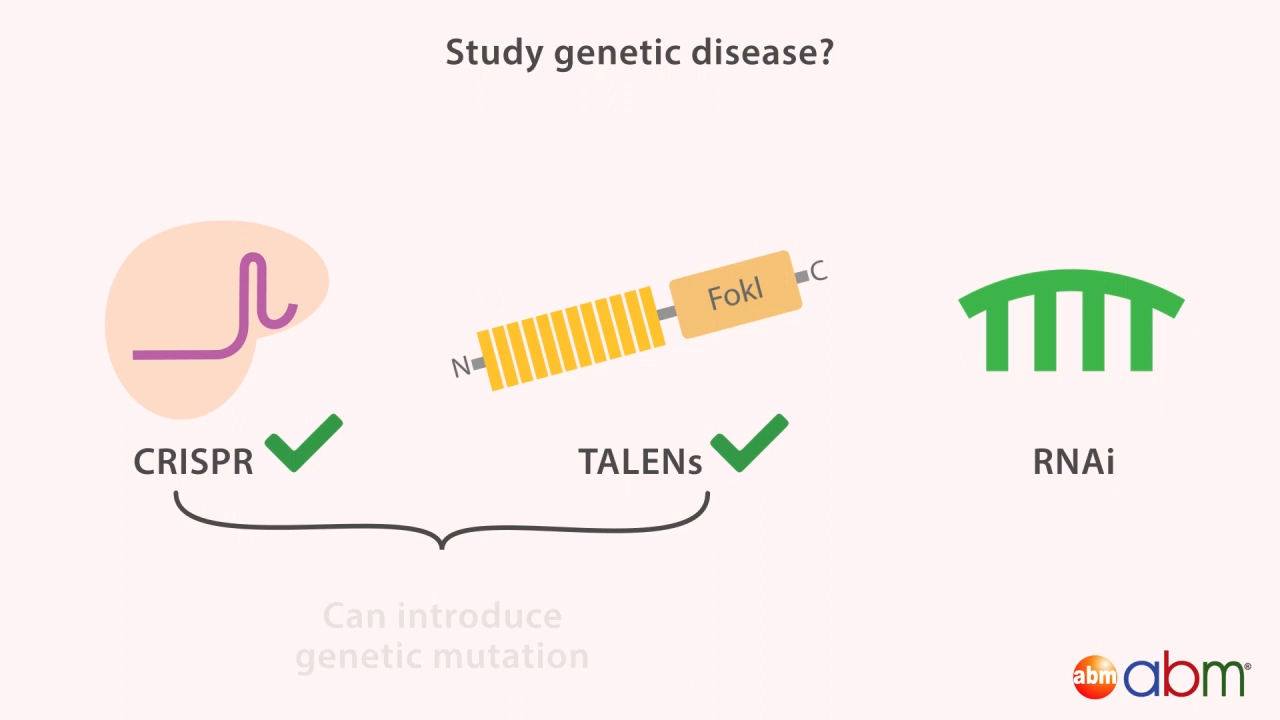 Study genetic disease?
N
FokI
C
CRISPR
TALENs
RNAi
Can introduce
genetic mutation
abm
abm®